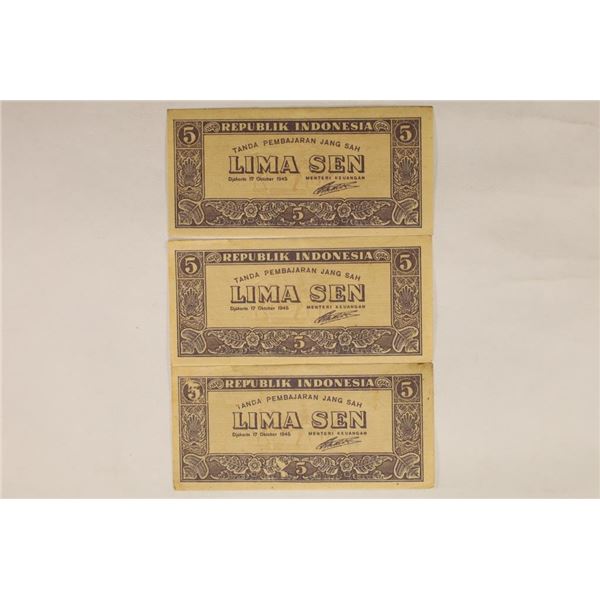 5 REPUBLIK INDONESIA 5
TANDA PEMBAJARAN JANG SAH
LIMA SEN
Djakarta 17 Oktober 1945 MENTERI KEUANGAN
5
5 REPUBLIK INDONESIA 5
TANDA PEMBAJARAN JANG SAH
LIMA SEN
Djakarta 17 Oktober 1945 MENTERI KEUANGAN
5
5 REPUBLIK INDONESIA 5
TANDA PEMBAJARAN JANG SAH
LIMA SEN
Djakarta 17 Oktober 1945 MENTERI KEUANGAN
5